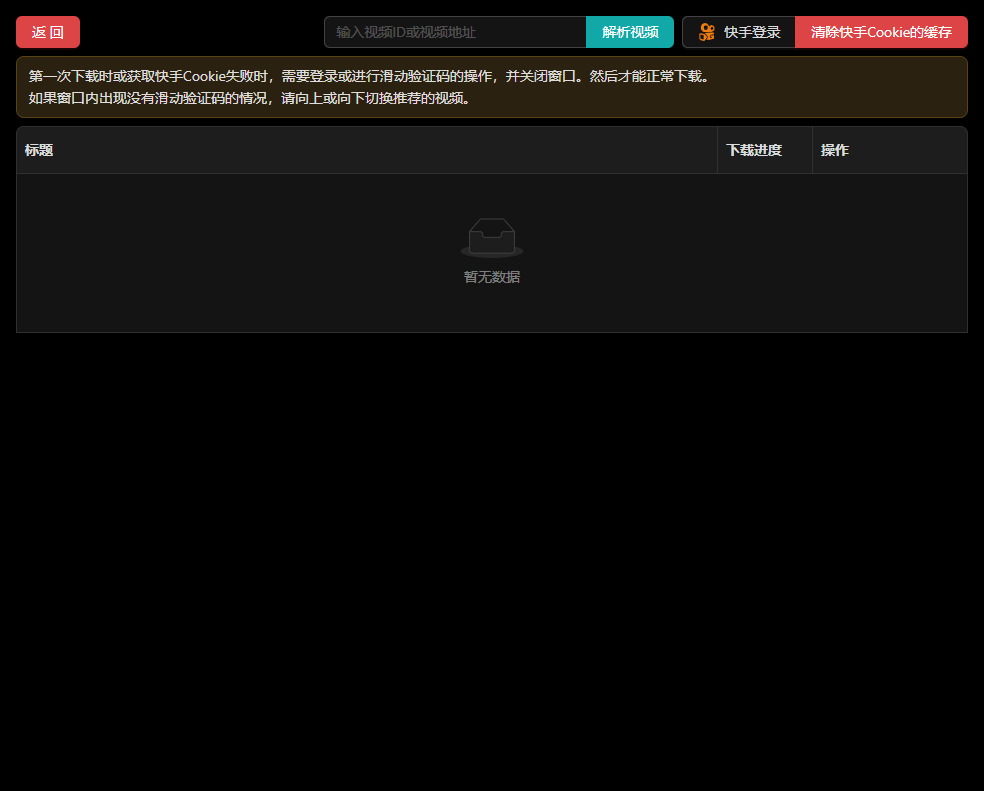 返 回
输入视频ID或视频地址
解析视频
快手登录
清除快手Cookie的缓存
第一次下载时或获取快手Cookie失败时，需要登录或进行滑动验证码的操作，并关闭窗口。然后才能正常下载。
如果窗口内出现没有滑动验证码的情况，请向上或向下切换推荐的视频。
标题
下载进度
操作
暂无数据